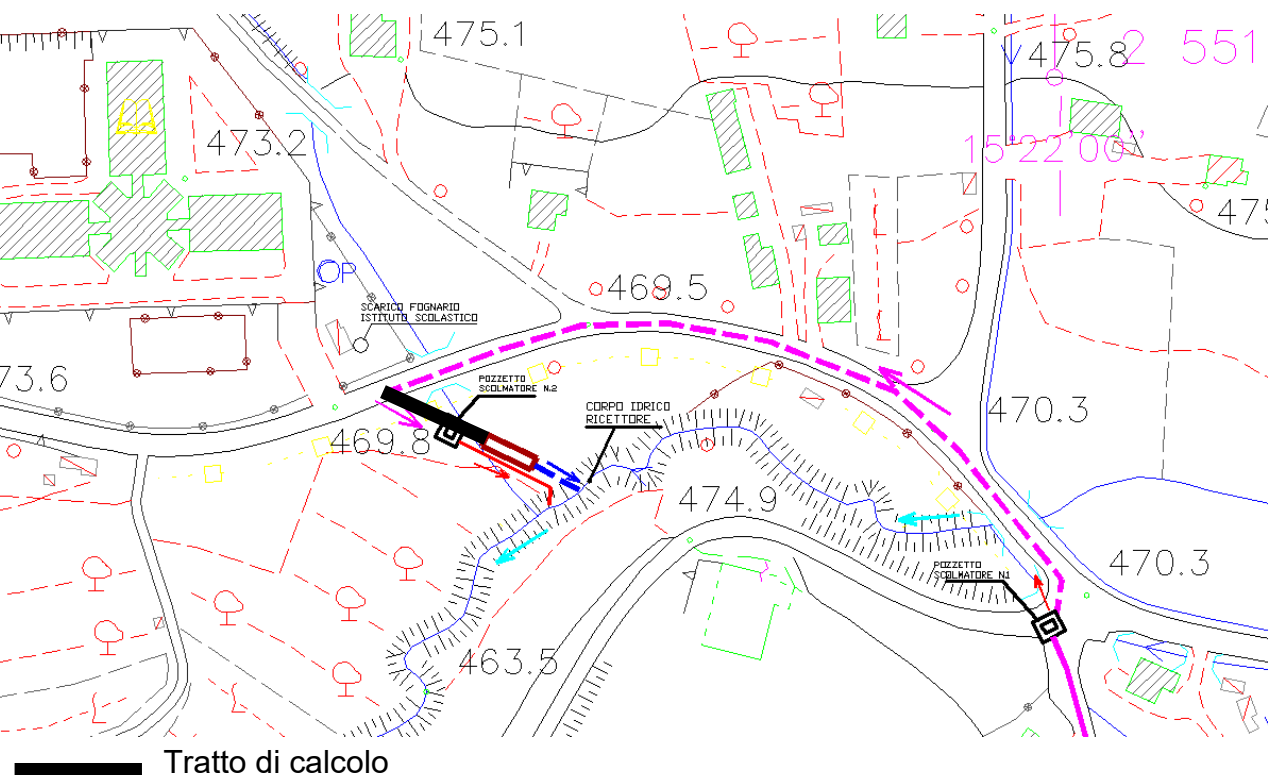 475.1
475.8
2 551
473.2
15°22'00"
475
P
469.5
SCARICO FOGNARIO
ISTITUTO SCOLASTICO
73.6
POZZETTO
SCOLMATORE N.2
CORPO IDRICO
RICETTORE
470.3
469.8
474.9
470.3
POZZETTO
SCOLMATORE N1
463.5
Tratto di calcolo